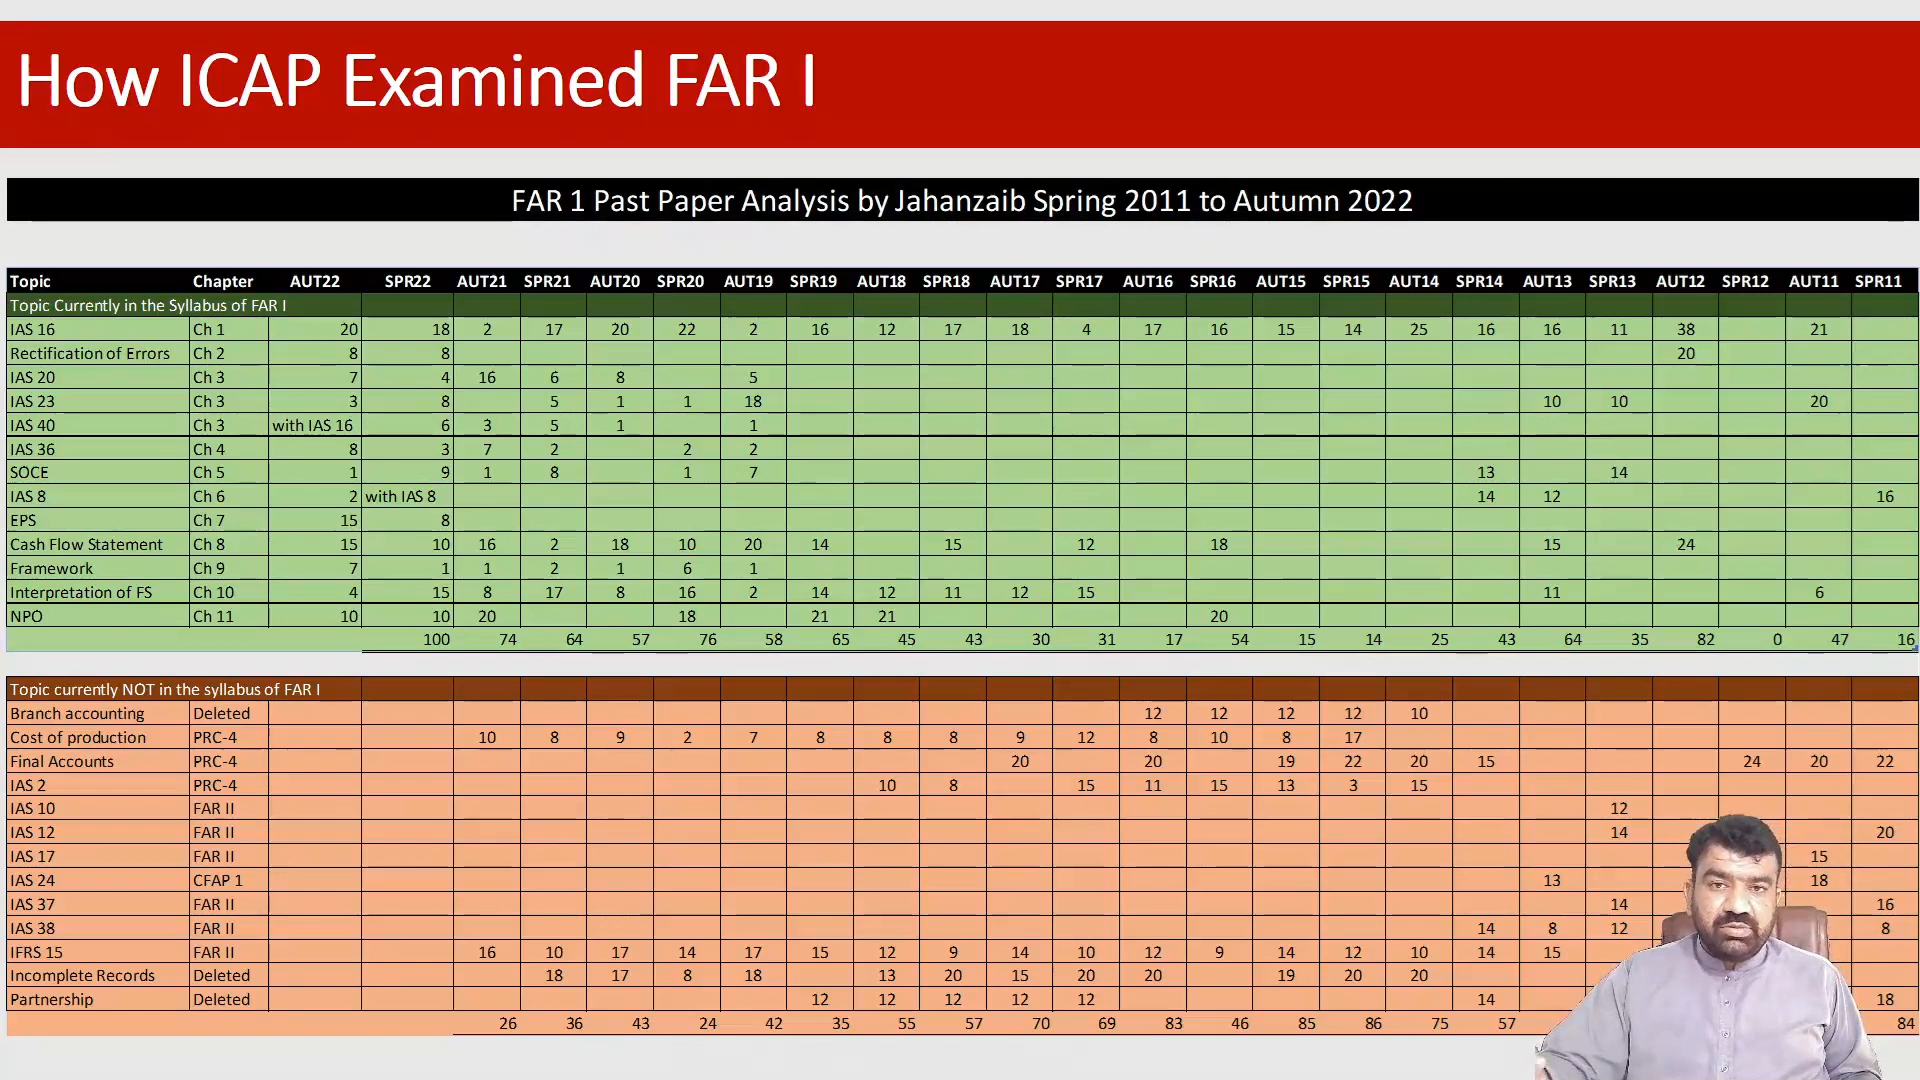 How ICAP Examined FAR I
FAR 1 Past Paper Analysis by Jahanzaib Spring 2011 to Autumn 2022
Topic Chapter AUT22 SPR22 AUT21 SPR21 AUT20 SPR20 AUT19 SPR19 AUT18 SPR18 AUT17 SPR17 AUT16 SPR16 AUT15 SPR15 AUT14 SPR14 AUT13 SPR13 AUT12 SPR12 AUT11 SPR11
Topic Currently in the Syllabus of FAR I
IAS 16 Ch 1 20 18 2 17 20 22 2 16 12 17 18 4 17 16 15 14 25 16 16 11 38 21
Rectification of Errors Ch 2 8 8 20
IAS 20 Ch 3 7 4 16 6 8 5
IAS 23 Ch 3 3 8 5 1 1 18 10 10 20
IAS 40 Ch 3 with IAS 16 6 3 5 1 1
IAS 36 Ch 4 8 3 7 2 2 2
SOCE Ch 5 1 9 1 8 1 7 13 14
IAS 8 Ch 6 2 with IAS 8 14 12 16
EPS Ch 7 15 8
Cash Flow Statement Ch 8 15 10 16 2 18 10 20 14 15 12 18 15 24
Framework Ch 9 7 1 1 2 1 6 1
Interpretation of FS Ch 10 4 15 8 17 8 16 2 14 12 11 12 15 11 6
NPO Ch 11 10 10 20 18 21 21 20
100 74 64 57 76 58 65 45 43 30 31 17 54 15 14 25 43 64 35 82 0 47 16
Topic currently NOT in the syllabus of FAR I
Branch accounting Deleted 12 12 12 12 10
Cost of production PRC-4 10 8 9 2 7 8 8 8 9 12 8 10 8 17
Final Accounts PRC-4 20 20 19 22 20 15 24 20 22
IAS 2 PRC-4 10 8 15 11 15 13 3 15
IAS 10 FAR II 12
IAS 12 FAR II 14 20
IAS 17 FAR II 15
IAS 24 CFAP 1 13 18
IAS 37 FAR II 14 16
IAS 38 FAR II 14 8 12 8
IFRS 15 FAR II 16 10 17 14 17 15 12 9 14 10 12 9 14 12 10 14 15
Incomplete Records Deleted 18 17 8 18 13 20 15 20 20 19 20 20
Partnership Deleted 12 12 12 12 12 14 18
26 36 43 24 42 35 55 57 70 69 83 46 85 86 75 57 84